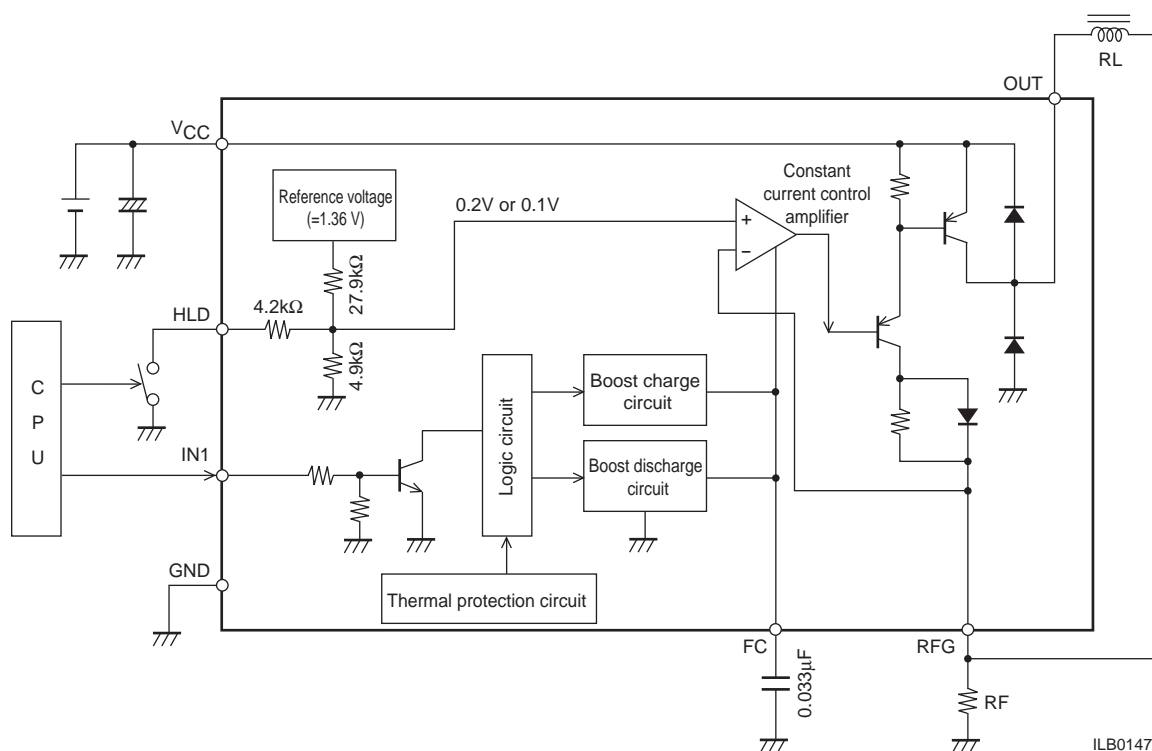 RL
OUT
VCC
Reference voltage
(=1.36 V)
27.9kΩ
0.2V or 0.1V
Constant
current control
amplifier
+
−
HLD
4.2kΩ
4.9kΩ
C
P
U
IN1
Logic circuit
Boost charge
circuit
Boost discharge
circuit
GND
Thermal protection circuit
FC
RFG
0.033µF
RF
ILB01471